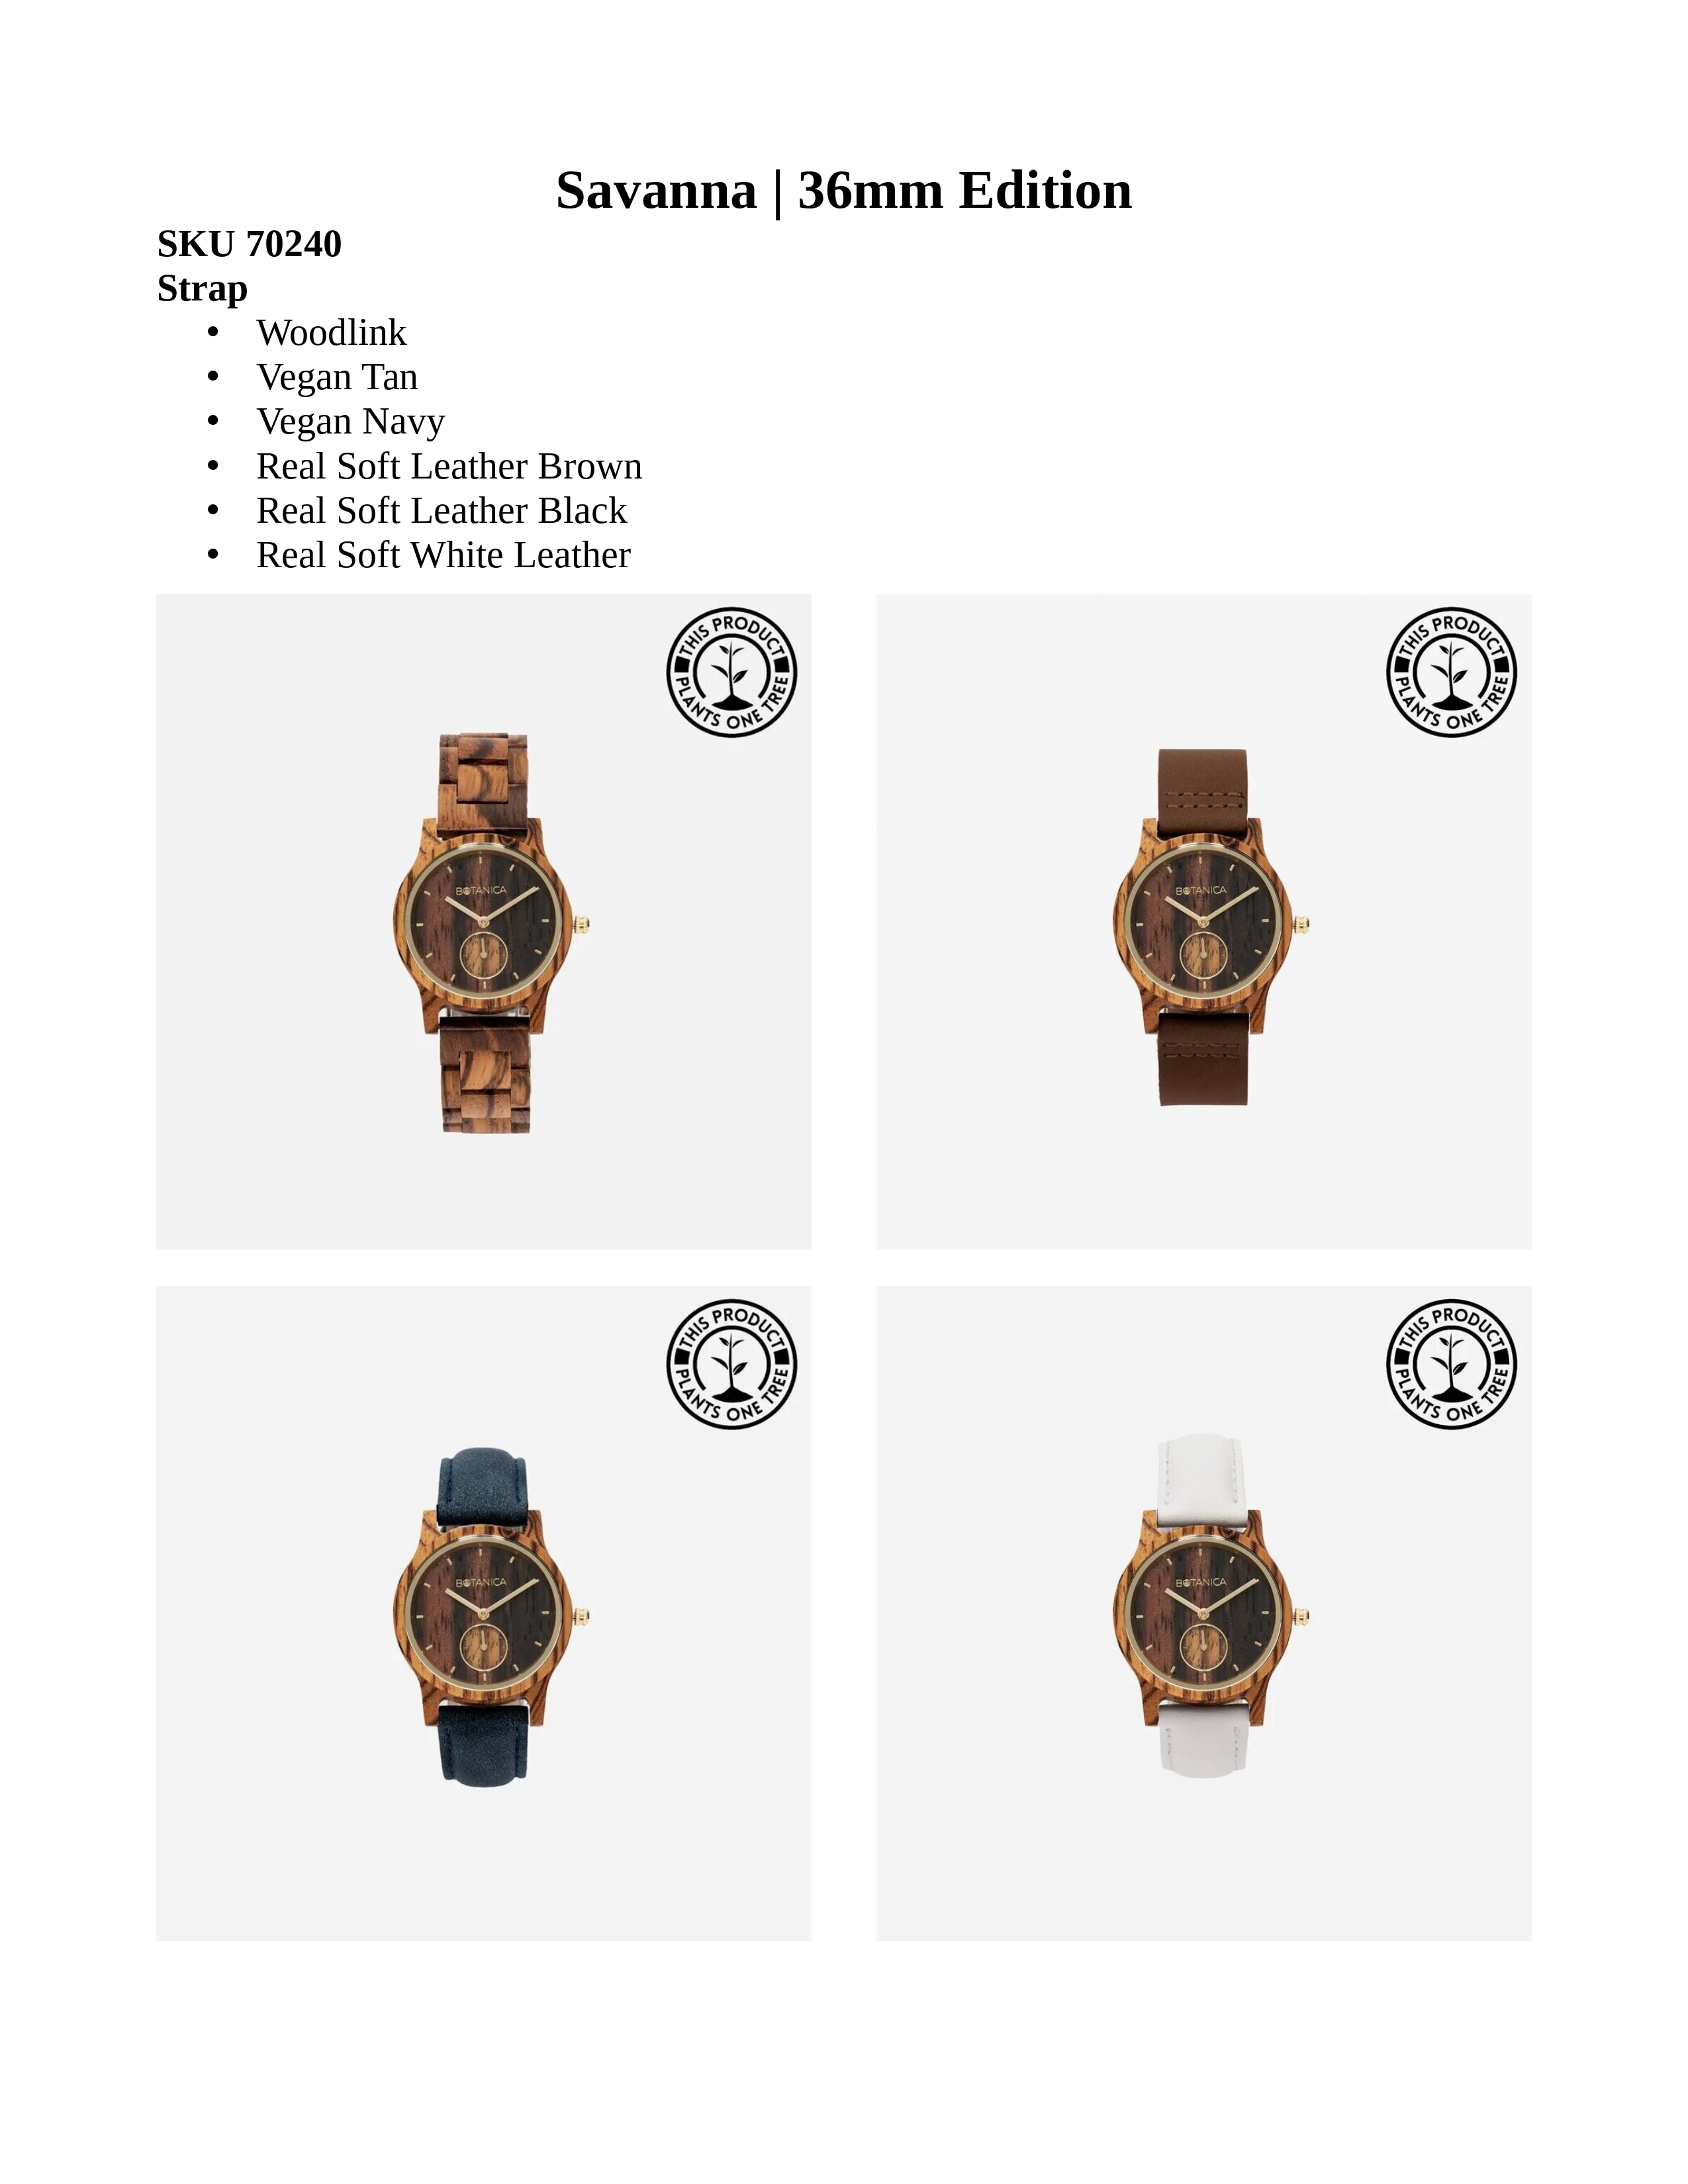 Savanna | 36mm Edition
SKU 70240
Strap
• Woodlink
• Vegan Tan
• Vegan Navy
• Real Soft Leather Brown
• Real Soft Leather Black
• Real Soft White Leather
THIS PRODUCT
PLANTS ONE TREE
BOTANICA
THIS PRODUCT
PLANTS ONE TREE
BOTANICA
THIS PRODUCT
PLANTS ONE TREE
BOTANICA
THIS PRODUCT
PLANTS ONE TREE
BOTANICA